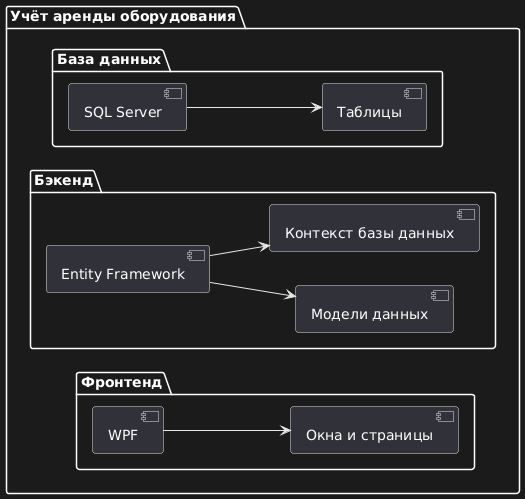 Учёт аренды оборудования
База данных
SQL Server
Таблицы
Бэкенд
Контекст базы данных
Entity Framework
Модели данных
Фронтенд
WPF
Окна и страницы